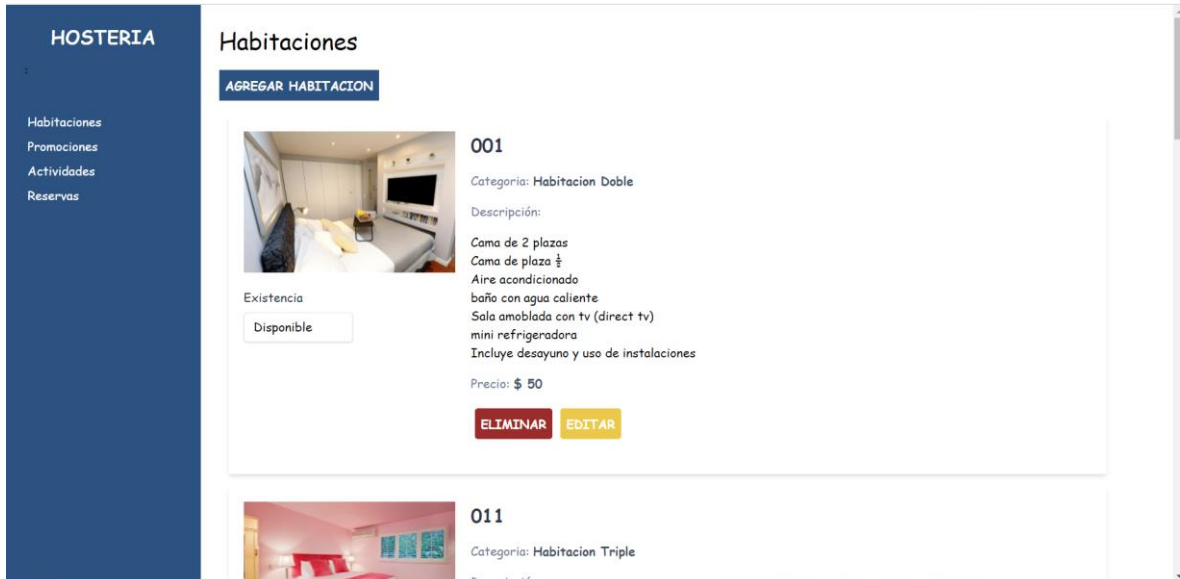 HOSTERIA
:
Habitaciones
Promociones
Actividades
Reservas
Habitaciones
AGREGAR HABITACION
001
Categoria: Habitacion Doble
Descripción:
Cama de 2 plazas
Cama de plaza ½
Aire acondicionado
baño con agua caliente
Sala amoblada con tv (direct tv)
mini refrigeradora
Incluye desayuno y uso de instalaciones
Precio: $ 50
ELIMINAR EDITAR
Existencia
Disponible
011
Categoria: Habitacion Triple